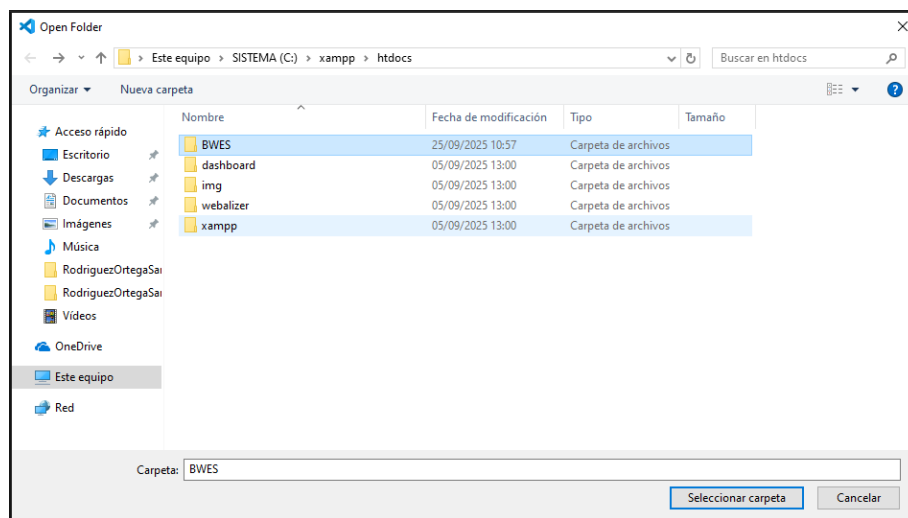 Open Folder
Este equipo > SISTEMA (C:) > xampp > htdocs
Buscar en htdocs
Organizar
Nueva carpeta
Nombre
Fecha de modificación
Tipo
Tamaño
Acceso rápido
Escritorio
Descargas
Documentos
Imágenes
Música
RodriguezOrtegaSar
RodriguezOrtegaSar
Vídeos
OneDrive
Este equipo
Red
BWES 25/09/2025 10:57 Carpeta de archivos
dashboard 05/09/2025 13:00 Carpeta de archivos
img 05/09/2025 13:00 Carpeta de archivos
webalizer 05/09/2025 13:00 Carpeta de archivos
xampp 05/09/2025 13:00 Carpeta de archivos
Carpeta: BWES
Seleccionar carpeta
Cancelar